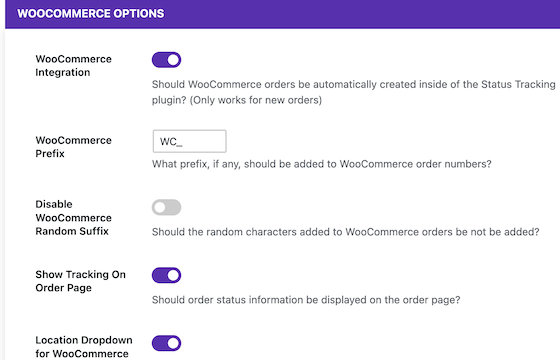 WOOCOMMERCE OPTIONS
WooCommerce
Integration
Should WooCommerce orders be automatically created inside of the Status Tracking
plugin? (Only works for new orders)
WooCommerce
Prefix
WC_
What prefix, if any, should be added to WooCommerce order numbers?
Disable
WooCommerce
Random Suffix
Should the random characters added to WooCommerce orders be not be added?
Show Tracking On
Order Page
Should order status information be displayed on the order page?
Location Dropdown
for WooCommerce